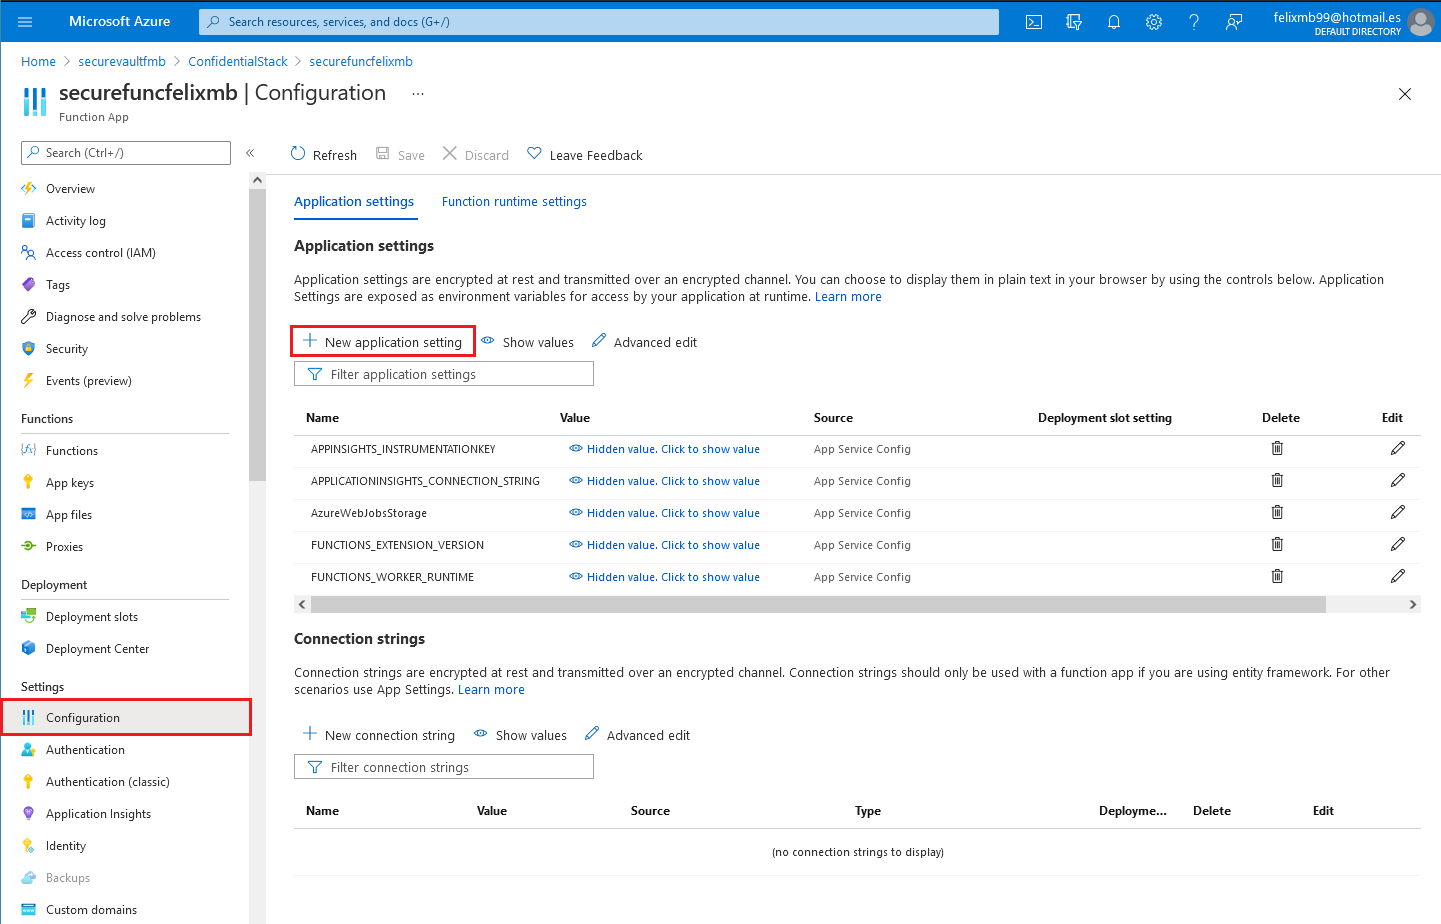 Microsoft Azure
Search resources, services, and docs (G+/)
felixmb99@hotmail.es
DEFAULT DIRECTORY
Home > securevaultfmb > ConfidentialStack > securefuncfelixmb
securefuncfelixmb | Configuration ...
Function App
Search (Ctrl+/)
«
Overview
Activity log
Access control (IAM)
Tags
Diagnose and solve problems
Security
Events (preview)
Functions
Functions
App keys
App files
Proxies
Deployment
Deployment slots
Deployment Center
Settings
Configuration
Authentication
Authentication (classic)
Application Insights
Identity
Backups
Custom domains
Refresh Save Discard Leave Feedback
Application settings Function runtime settings
Application settings
Application settings are encrypted at rest and transmitted over an encrypted channel. You can choose to display them in plain text in your browser by using the controls below. Application
Settings are exposed as environment variables for access by your application at runtime. Learn more
New application setting Show values Advanced edit
Filter application settings
Name Value Source Deployment slot setting Delete Edit
APPINSIGHTS_INSTRUMENTATIONKEY Hidden value. Click to show value App Service Config
APPLICATIONINSIGHTS_CONNECTION_STRING Hidden value. Click to show value App Service Config
AzureWebJobsStorage Hidden value. Click to show value App Service Config
FUNCTIONS_EXTENSION_VERSION Hidden value. Click to show value App Service Config
FUNCTIONS_WORKER_RUNTIME Hidden value. Click to show value App Service Config
Connection strings
Connection strings are encrypted at rest and transmitted over an encrypted channel. Connection strings should only be used with a function app if you are using entity framework. For other
scenarios use App Settings. Learn more
New connection string Show values Advanced edit
Filter connection strings
Name Value Source Type Deployme... Delete Edit
(no connection strings to display)